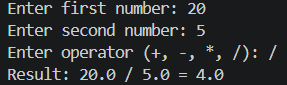 Enter first number: 20
Enter second number: 5
Enter operator (+, -, *, /): /
Result: 20.0 / 5.0 = 4.0